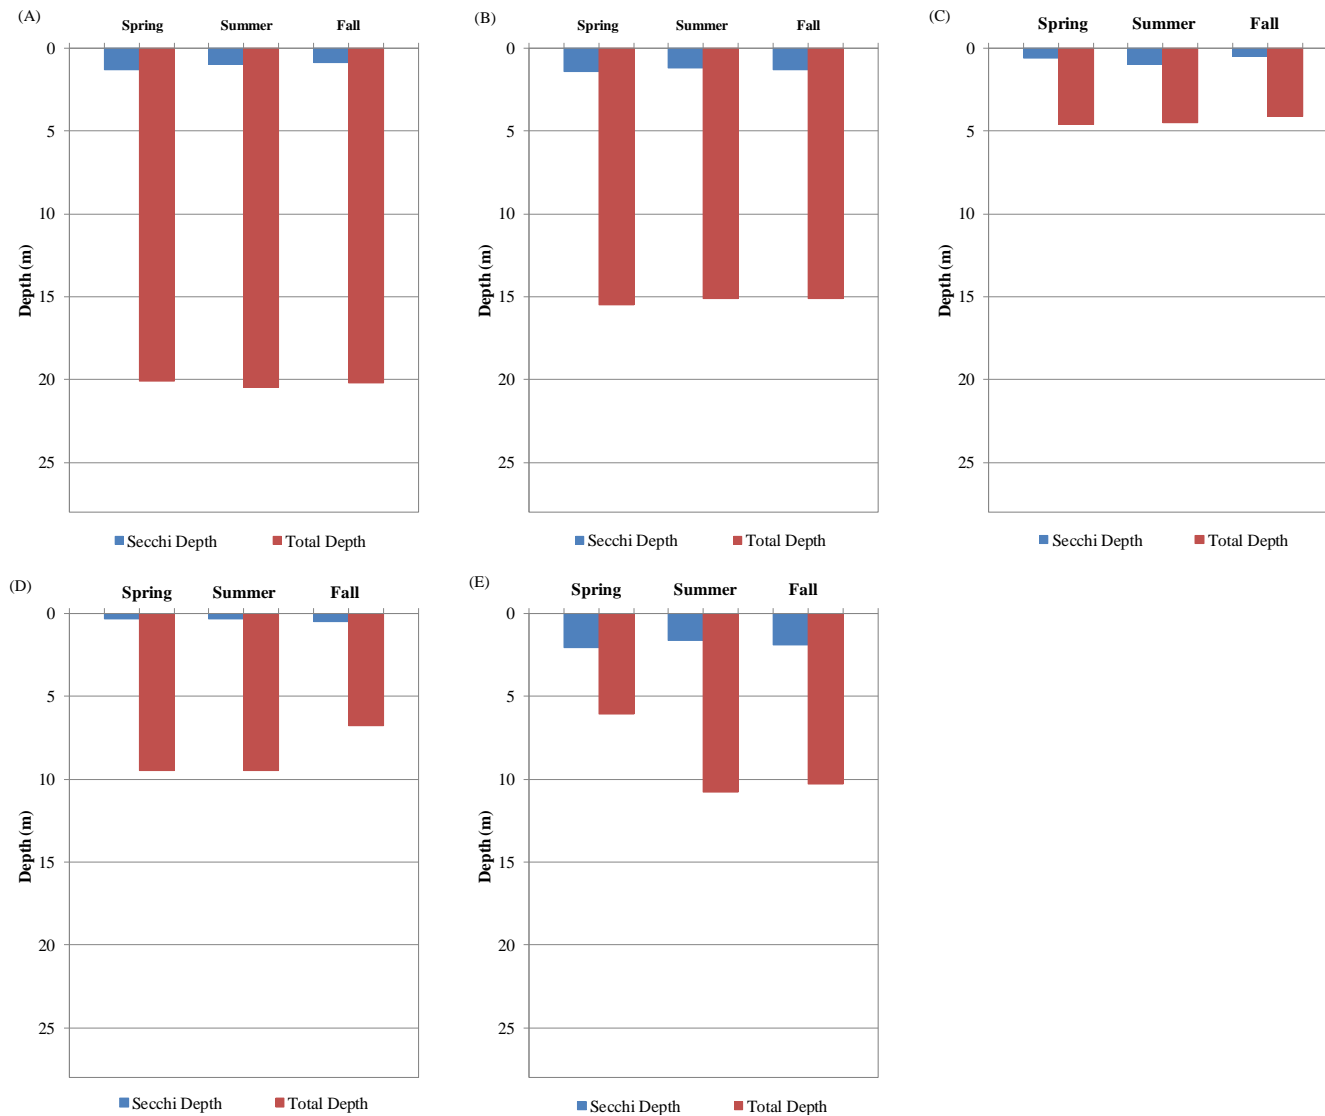 (A)
Spring Summer Fall
0
5
10
15
20
25
Depth (m)
Secchi Depth Total Depth
(B)
Spring Summer Fall
0
5
10
15
20
25
Depth (m)
Secchi Depth Total Depth
(C)
Spring Summer Fall
0
5
10
15
20
25
Depth (m)
Secchi Depth Total Depth
(D)
Spring Summer Fall
0
5
10
15
20
25
Depth (m)
Secchi Depth Total Depth
(E)
Spring Summer Fall
0
5
10
15
20
25
Depth (m)
Secchi Depth Total Depth